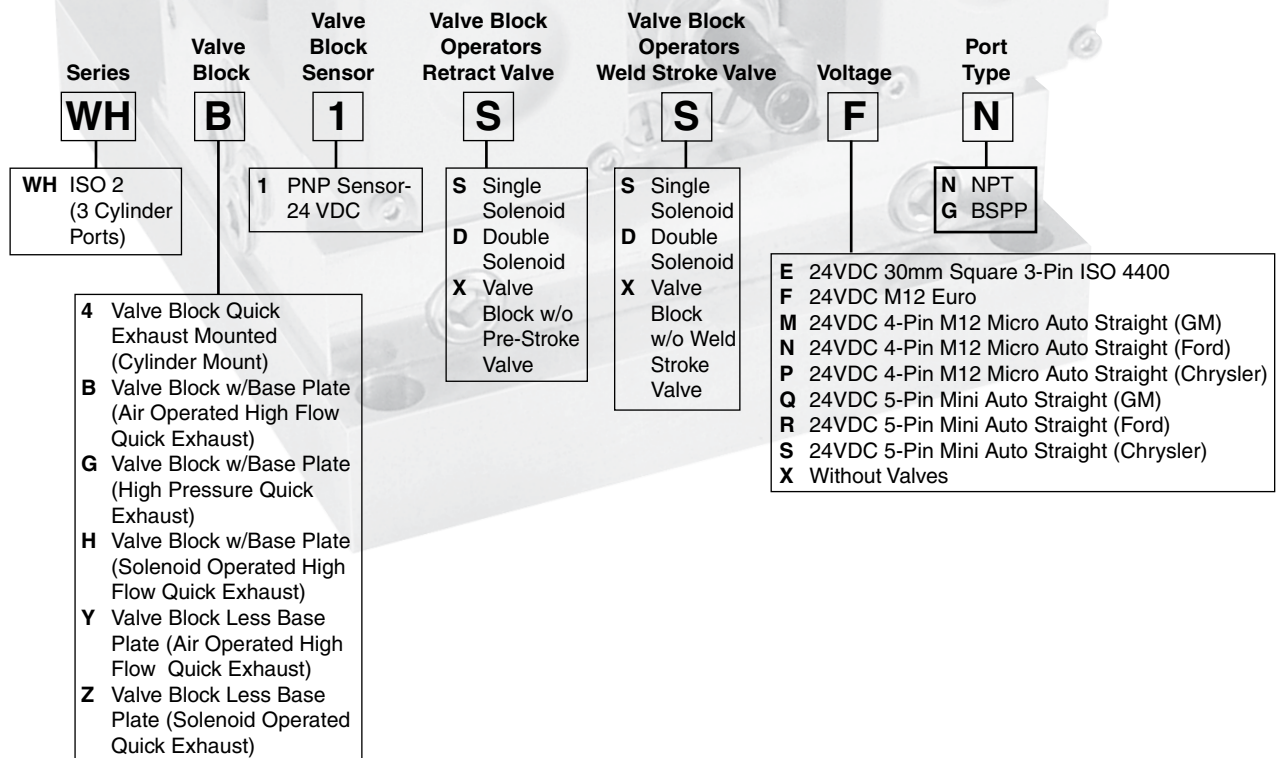 Series
Valve
Block
Valve
Block
Sensor
Valve Block
Operators
Retract Valve
Valve Block
Operators
Weld Stroke Valve
Voltage
Port
Type
WH
B
1
S
S
F
N
WH ISO 2
(3 Cylinder
Ports)
4 Valve Block Quick
Exhaust Mounted
(Cylinder Mount)
B Valve Block w/Base Plate
(Air Operated High Flow
Quick Exhaust)
G Valve Block w/Base Plate
(High Pressure Quick
Exhaust)
H Valve Block w/Base Plate
(Solenoid Operated High
Flow Quick Exhaust)
Y Valve Block Less Base
Plate (Air Operated High
Flow Quick Exhaust)
Z Valve Block Less Base
Plate (Solenoid Operated
Quick Exhaust)
1 PNP Sensor-
24 VDC
S Single
Solenoid
D Double
Solenoid
X Valve
Block w/o
Pre-Stroke
Valve
S Single
Solenoid
D Double
Solenoid
X Valve
Block
w/o Weld
Stroke
Valve
E 24VDC 30mm Square 3-Pin ISO 4400
F 24VDC M12 Euro
M 24VDC 4-Pin M12 Micro Auto Straight (GM)
N 24VDC 4-Pin M12 Micro Auto Straight (Ford)
P 24VDC 4-Pin M12 Micro Auto Straight (Chrysler)
Q 24VDC 5-Pin Mini Auto Straight (GM)
R 24VDC 5-Pin Mini Auto Straight (Ford)
S 24VDC 5-Pin Mini Auto Straight (Chrysler)
X Without Valves
N NPT
G BSPP